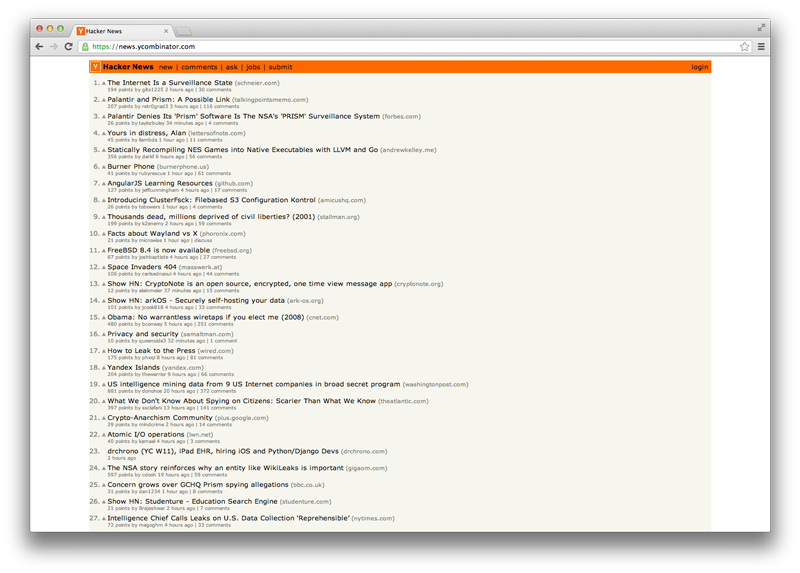 Hacker News
https://news.ycombinator.com
Y Hacker News new | comments | ask | jobs | submit login
1. The Internet Is a Surveillance State (schneier.com)
194 points by gits1225 2 hours ago | 30 comments
2. Palantir and Prism: A Possible Link (talkingpointsmemo.com)
207 points by retr0grad3 3 hours ago | 116 comments
3. Palantir Denies Its 'Prism' Software Is The NSA's 'PRISM' Surveillance System (forbes.com)
26 points by taylorbuley 34 minutes ago | 4 comments
4. Yours in distress, Alan (lettersofnote.com)
45 points by llambda 1 hour ago | 11 comments
5. Statically Recompiling NES Games into Native Executables with LLVM and Go (andrewkelley.me)
356 points by darkf 6 hours ago | 56 comments
6. Burner Phone (burnerphone.us)
41 points by rubyrescue 1 hour ago | 61 comments
7. AngularJS Learning Resources (github.com)
127 points by jeffcunningham 4 hours ago | 17 comments
8. Introducing ClusterFsck: Filebased S3 Configuration Kontrol (amicushq.com)
26 points by tobowers 1 hour ago | 4 comments
9. Thousands dead, millions deprived of civil liberties? (2001) (stallman.org)
199 points by k2enemy 2 hours ago | 59 comments
10. Facts about Wayland vs X (phoronix.com)
21 points by microwise 1 hour ago | discuss
11. FreeBSD 8.4 is now available (freebsd.org)
67 points by joshbaptiste 4 hours ago | 27 comments
12. Space Invaders 404 (masswerk.at)
106 points by carlsednaoui 4 hours ago | 44 comments
13. Show HN: CryptoNote is an open source, encrypted, one time view message app (cryptonote.org)
12 points by alainmeier 37 minutes ago | 15 comments
14. Show HN: arkOS - Securely self-hosting your data (ark-os.org)
101 points by jcook818 4 hours ago | 33 comments
15. Obama: No warrantless wiretaps if you elect me (2008) (cnet.com)
480 points by bconway 5 hours ago | 251 comments
16. Privacy and security (samaltman.com)
10 points by queenside3 32 minutes ago | 1 comment
17. How to Leak to the Press (wired.com)
175 points by phsql 8 hours ago | 81 comments
18. Yandex Islands (yandex.com)
204 points by thewarrior 9 hours ago | 66 comments
19. US intelligence mining data from 9 US Internet companies in broad secret program (washingtonpost.com)
881 points by donohoe 20 hours ago | 372 comments
20. What We Don't Know About Spying on Citizens: Scarier Than What We Know (theatlantic.com)
397 points by ssclafani 13 hours ago | 141 comments
21. Crypto-Anarchism Community (plus.google.com)
29 points by mindcrime 2 hours ago | 14 comments
22. Atomic I/O operations (lwn.net)
40 points by kamaal 4 hours ago | 3 comments
23. drchrono (YC W11), iPad EHR, hiring iOS and Python/Django Devs (drchrono.com)
2 hours ago
24. The NSA story reinforces why an entity like WikiLeaks is important (gigaom.com)
597 points by cdosh 19 hours ago | 59 comments
25. Concern grows over GCHQ Prism spying allegations (bbc.co.uk)
31 points by dan1234 1 hour ago | 8 comments
26. Show HN: Studenture - Education Search Engine (studenture.com)
21 points by Brajeshwar 2 hours ago | 7 comments
27. Intelligence Chief Calls Leaks on U.S. Data Collection 'Reprehensible' (nytimes.com)
72 points by magoghm 4 hours ago | 33 comments